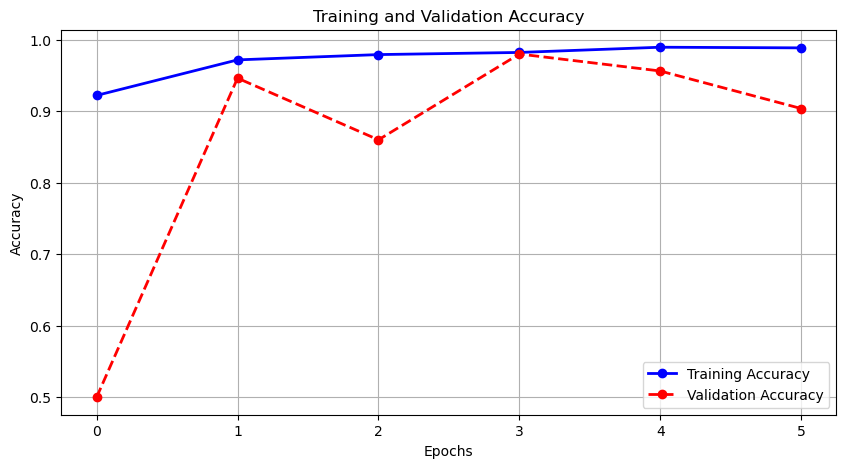 Training and Validation Accuracy
1.0
0.9
0.8
0.7
0.6
0.5
Accuracy
0 1 2 3 4 5
Epochs
Training Accuracy
Validation Accuracy